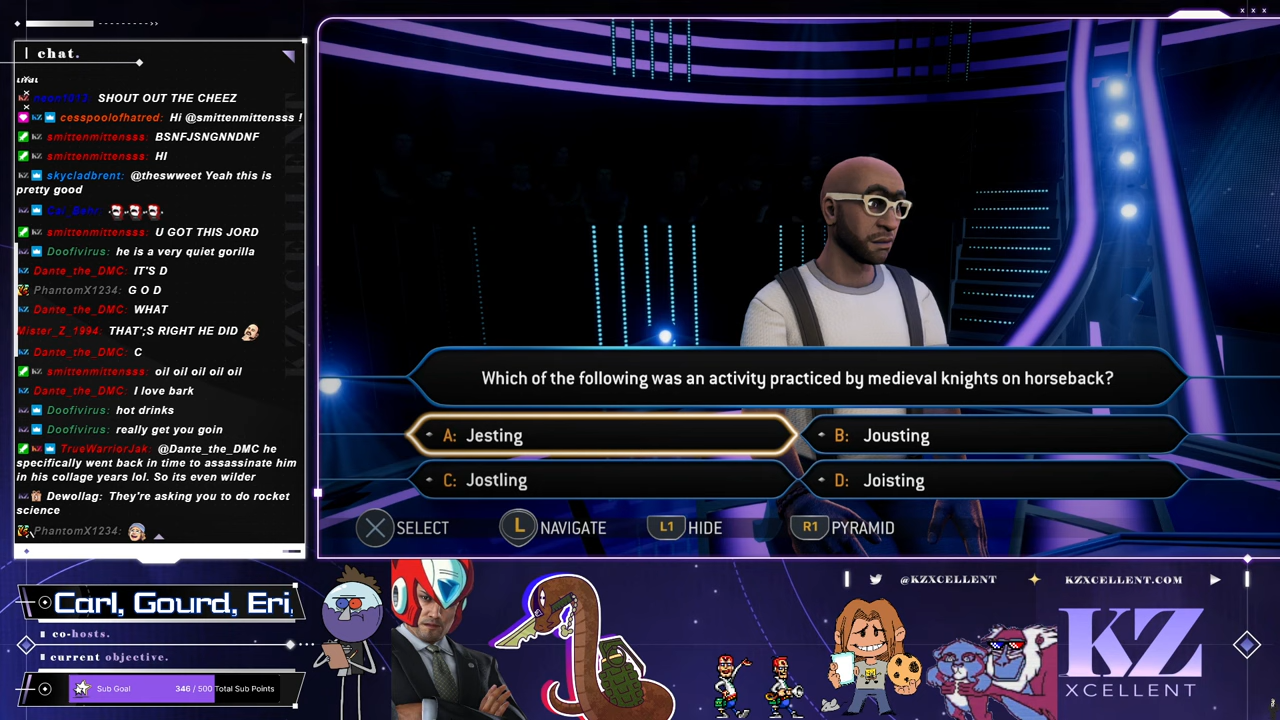 chat.
neon1013: SHOUT OUT THE CHEEZ
cesspoolofhatred: Hi @smittenmittensss !
smittenmittensss: BSNFJSNGNNDNF
smittenmittensss: HI
skycladbrent: @theswweet Yeah this is
pretty good
Cai_Behr:
smittenmittensss: U GOT THIS JORD
Doofivirus: he is a very quiet gorilla
Dante_the_DMC: IT'S D
PhantomX1234: G O D
Dante_the_DMC: WHAT
Mister_Z_1994: THAT';S RIGHT HE DID
Dante_the_DMC: C
smittenmittensss: oil oil oil oil oil
Dante_the_DMC: I love bark
Doofivirus: hot drinks
Doofivirus: really get you goin
TrueWarriorJak: @Dante_the_DMC he
specifically went back in time to assassinate him
in his collage years lol. So its even wilder
Dewollag: They're asking you to do rocket
science
PhantomX1234:
Which of the following was an activity practiced by medieval knights on horseback?
A: Jesting
B: Jousting
C: Jostling
D: Joisting
SELECT
L NAVIGATE
L1 HIDE
R1 PYRAMID
Carl, Gourd, Eri,
co-hosts.
current objective.
Sub Goal 346 / 500 Total Sub Points
@KZXCELLENT
KZXCELLENT.COM
KZ
XCELLENT